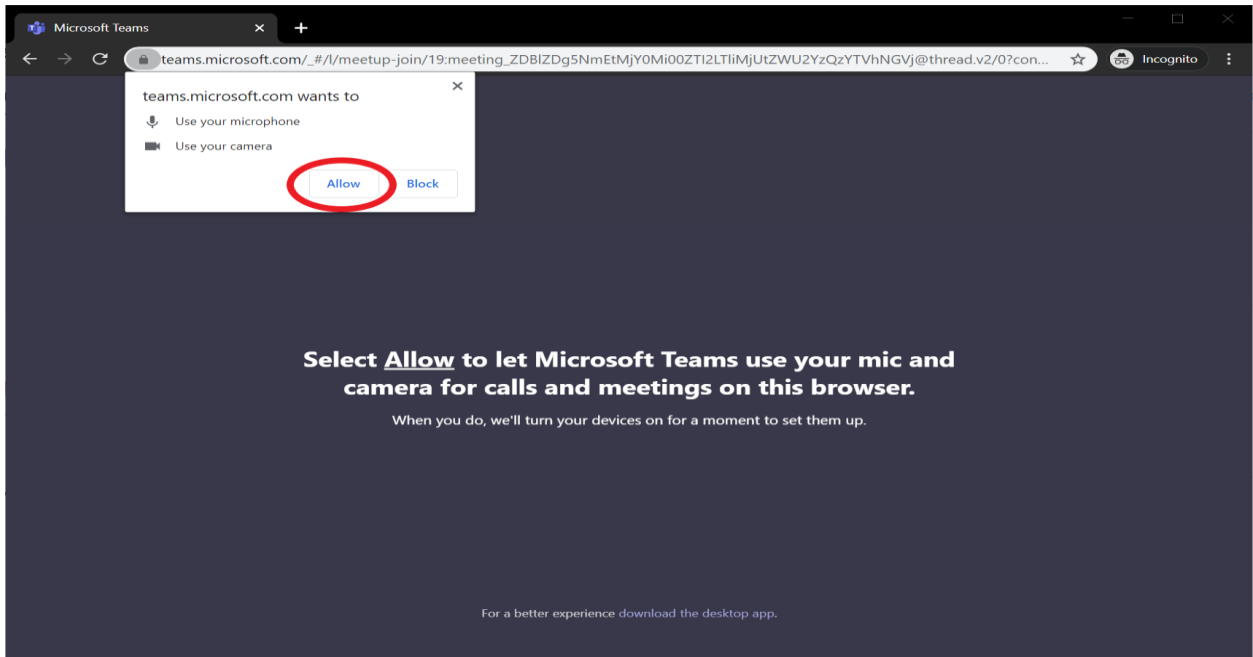 Microsoft Teams
teams.microsoft.com/_#/l/meetup-join/19:meeting_ZDBlZDg5NmEtMjY0Mi00ZTI2LTliMjUtZWU2YzQzYTVhNGVj@thread.v2/0?con...
Incognito
teams.microsoft.com wants to
Use your microphone
Use your camera
Allow Block
Select Allow to let Microsoft Teams use your mic and
camera for calls and meetings on this browser.
When you do, we'll turn your devices on for a moment to set them up.
For a better experience download the desktop app.